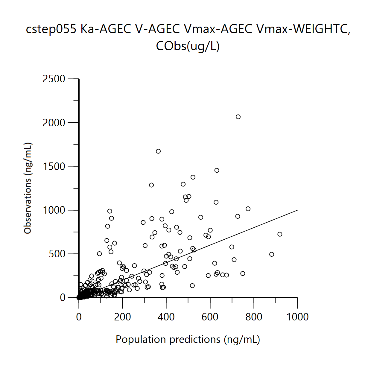 cstep055 Ka-AGEC V-AGEC Vmax-AGEC Vmax-WEIGHTC,
CObs(ug/L)
2500
2000
1500
1000
500
0
Observations (ng/mL)
0 200 400 600 800 1000
Population predictions (ng/mL)